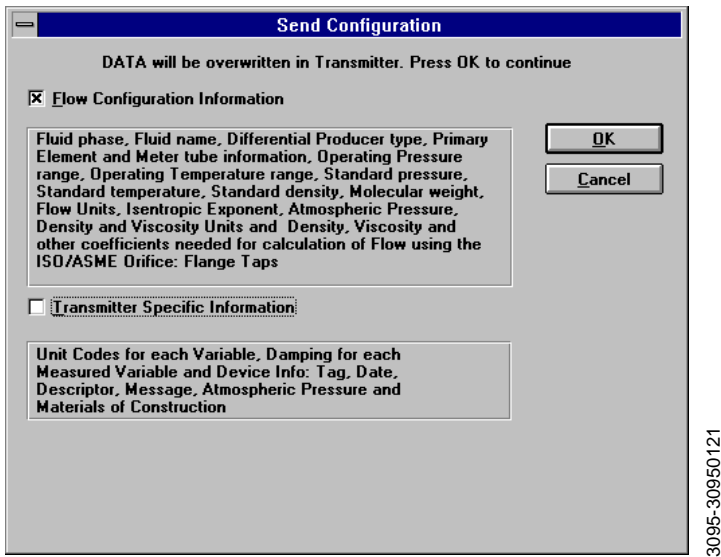 Send Configuration
DATA will be overwritten in Transmitter. Press OK to continue
Flow Configuration Information
Fluid phase, Fluid name, Differential Producer type, Primary
Element and Meter tube information, Operating Pressure
range, Operating Temperature range, Standard pressure,
Standard temperature, Standard density, Molecular weight,
Flow Units, Isentropic Exponent, Atmospheric Pressure,
Density and Viscosity Units and  Density, Viscosity and
other coefficients needed for calculation of Flow using the
ISO/ASME Orifice: Flange Taps
OK
Cancel
Transmitter Specific Information
Unit Codes for each Variable, Damping for each
Measured Variable and Device Info: Tag, Date,
Descriptor, Message, Atmospheric Pressure and
Materials of Construction
3095-30950121